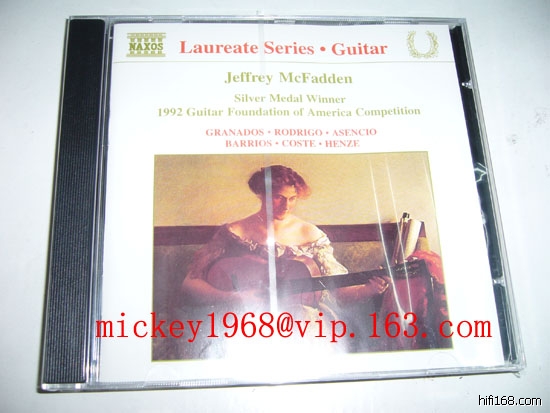 NAXOS
Laureate Series • Guitar
Jeffrey McFadden
Silver Medal Winner
1992 Guitar Foundation of America Competition
GRANADOS • RODRIGO • ASENCIO
BARRIOS • COSTE • HENZE
mickey1968@vip.163.com
hifi168.com